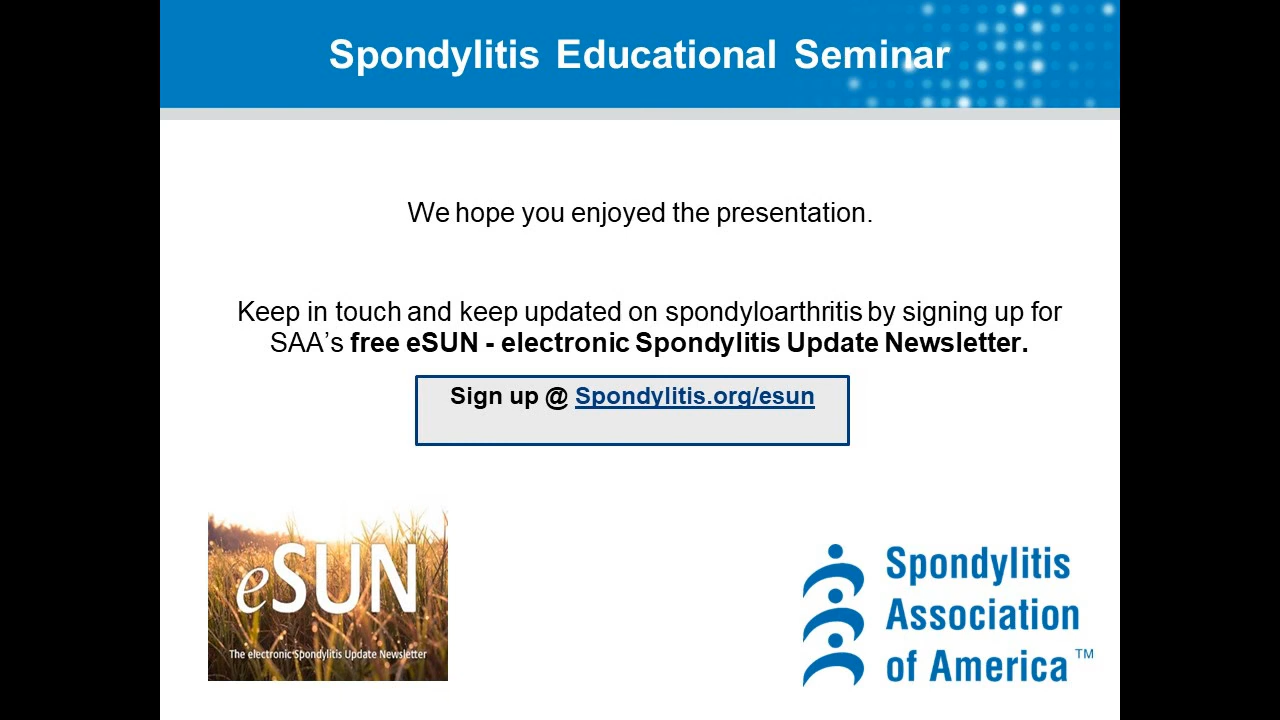 Spondylitis Educational Seminar
We hope you enjoyed the presentation.
Keep in touch and keep updated on spondyloarthritis by signing up for
SAA’s free eSUN - electronic Spondylitis Update Newsletter.
Sign up @ Spondylitis.org/esun
eSUN
The electronic Spondylitis Update Newsletter
Spondylitis
Association
of America™